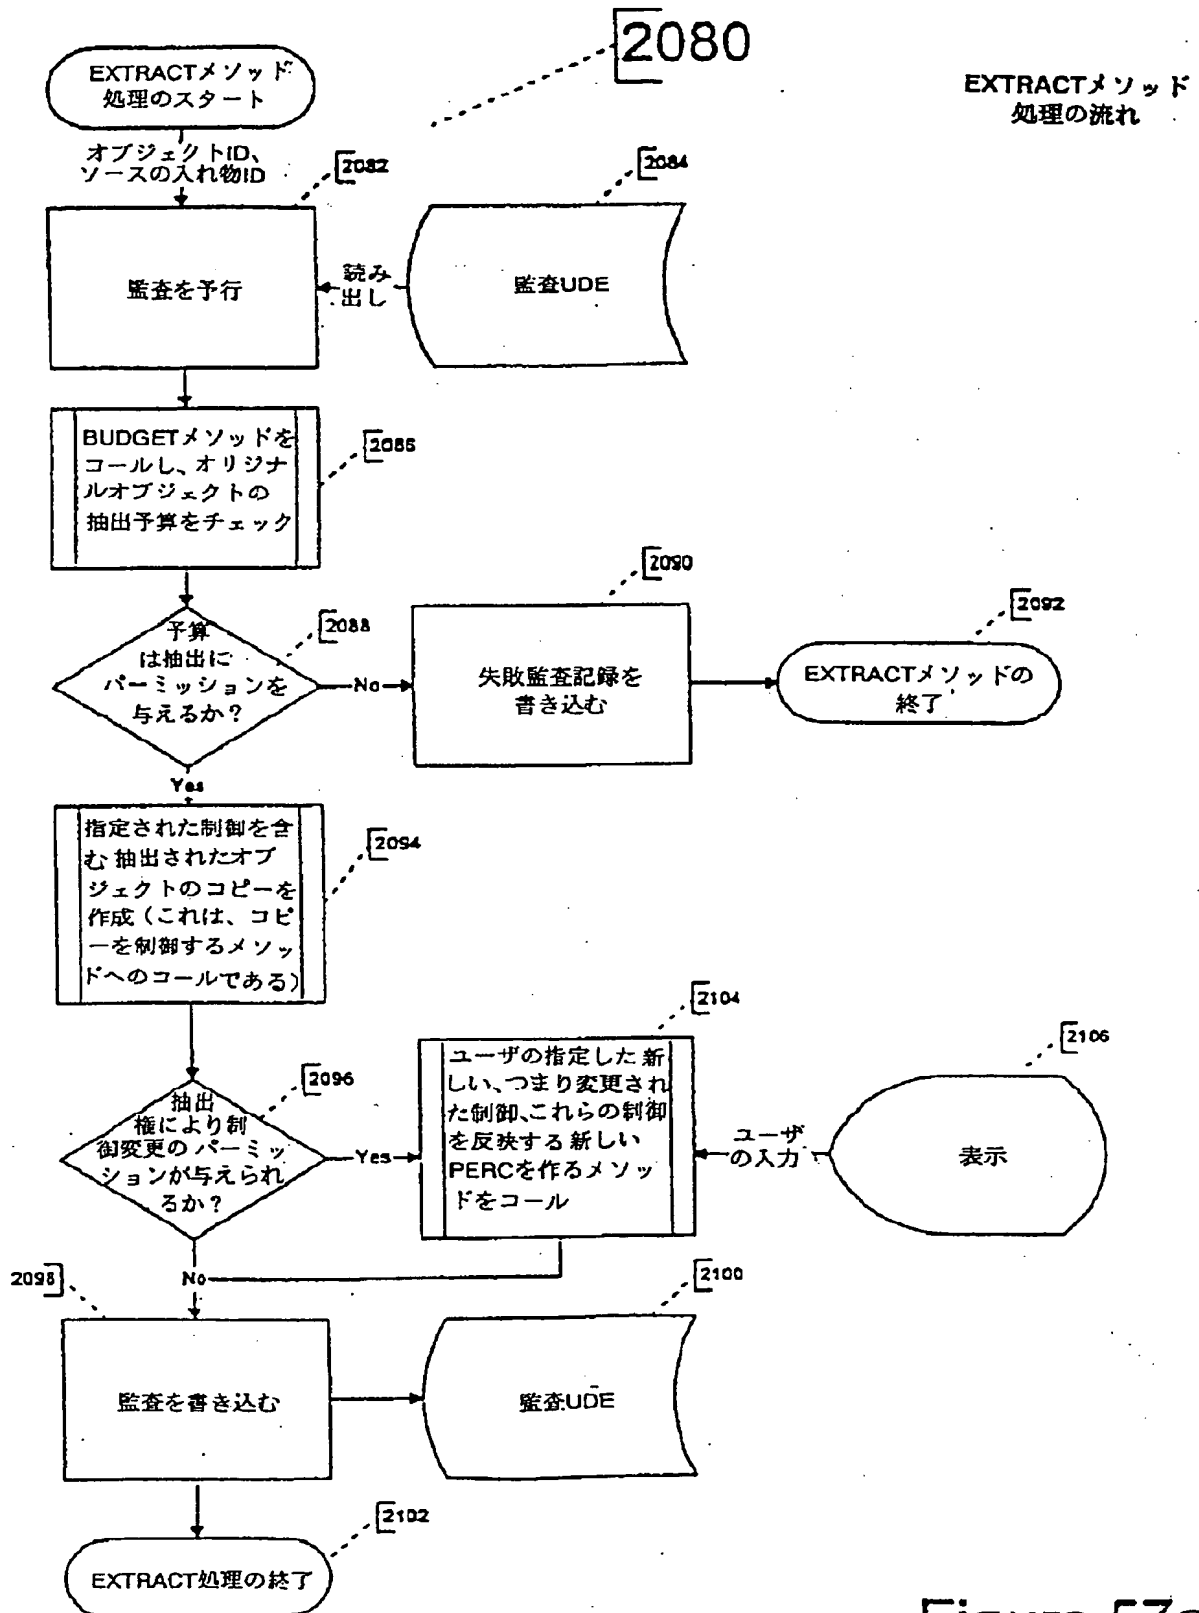 2080
EXTRACTメソッド
処理の流れ
EXTRACTメソッド
処理のスタート
オブジェクトID、
ソースの入れ物ID
2082
2084
監査を予行
読み
出し
監査UDE
BUDGETメソッドを
コールし、オリジナ
ルオブジェクトの
抽出予算をチェック
2086
予算
は抽出に
パーミッションを
与えるか？
2088
No
2090
失敗監査記録を
書き込む
2092
EXTRACTメソッドの
終了
Yes
指定された制御を含
む 抽出されたオブ
ジェクトのコピーを
作成（これは、コピ
ーを制御するメソッ
ドへのコールである）
2094
抽出
権により制
御変更の パーミッ
ションが与えられ
るか？
2096
Yes
2104
ユーザの指定した 新
しい、つまり変更され
た制御、これらの制御
を反映する 新しい
PERCを作るメソッ
ドをコール
ユーザ
の入力
2106
表示
No
2098
監査を書き込む
2100
監査UDE
2102
EXTRACT処理の終了